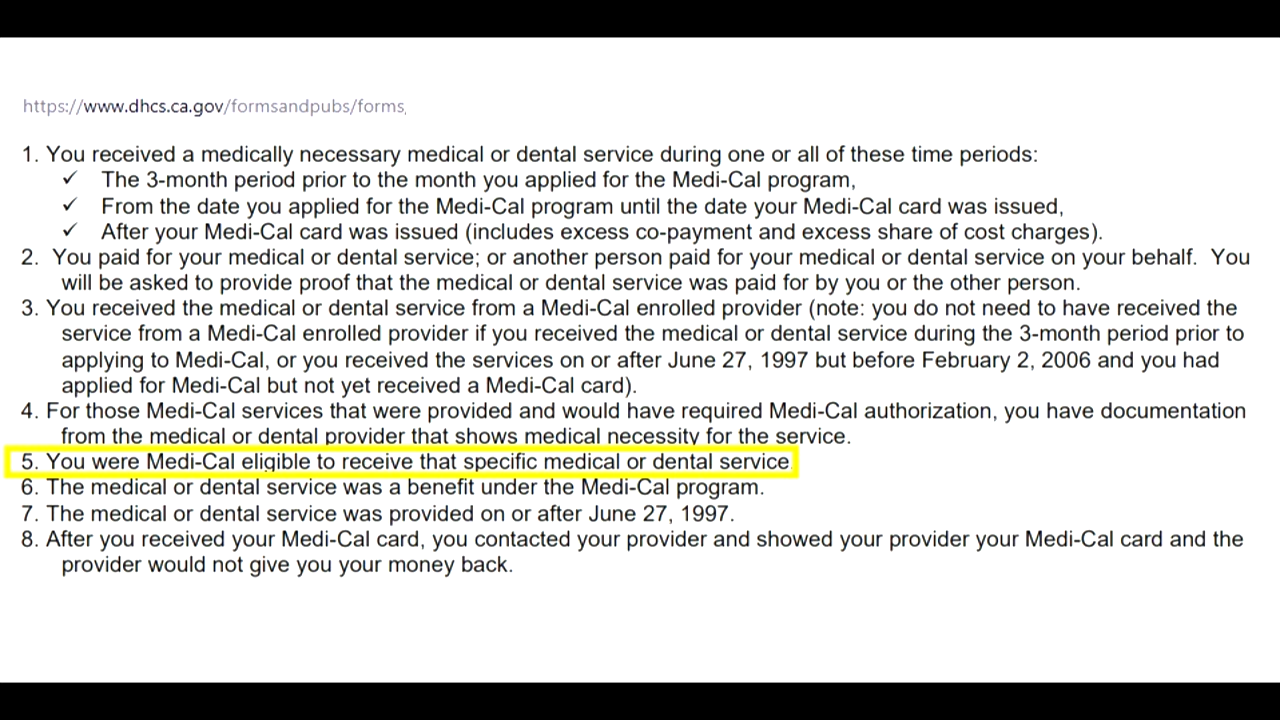 https://www.dhcs.ca.gov/formsandpubs/forms,
1. You received a medically necessary medical or dental service during one or all of these time periods:
✓ The 3-month period prior to the month you applied for the Medi-Cal program,
✓ From the date you applied for the Medi-Cal program until the date your Medi-Cal card was issued,
✓ After your Medi-Cal card was issued (includes excess co-payment and excess share of cost charges).
2. You paid for your medical or dental service; or another person paid for your medical or dental service on your behalf. You
will be asked to provide proof that the medical or dental service was paid for by you or the other person.
3. You received the medical or dental service from a Medi-Cal enrolled provider (note: you do not need to have received the
service from a Medi-Cal enrolled provider if you received the medical or dental service during the 3-month period prior to
applying to Medi-Cal, or you received the services on or after June 27, 1997 but before February 2, 2006 and you had
applied for Medi-Cal but not yet received a Medi-Cal card).
4. For those Medi-Cal services that were provided and would have required Medi-Cal authorization, you have documentation
from the medical or dental provider that shows medical necessity for the service.
5. You were Medi-Cal eligible to receive that specific medical or dental service.
6. The medical or dental service was a benefit under the Medi-Cal program.
7. The medical or dental service was provided on or after June 27, 1997.
8. After you received your Medi-Cal card, you contacted your provider and showed your provider your Medi-Cal card and the
provider would not give you your money back.